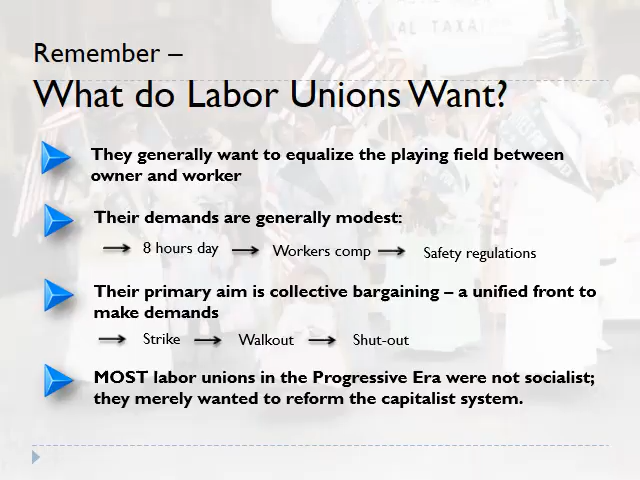 AL TAXAT
Remember –
What do Labor Unions Want?
They generally want to equalize the playing field between
owner and worker
Their demands are generally modest:
8 hours day Workers comp Safety regulations
Their primary aim is collective bargaining – a unified front to
make demands
Strike Walkout Shut-out
MOST labor unions in the Progressive Era were not socialist;
they merely wanted to reform the capitalist system.